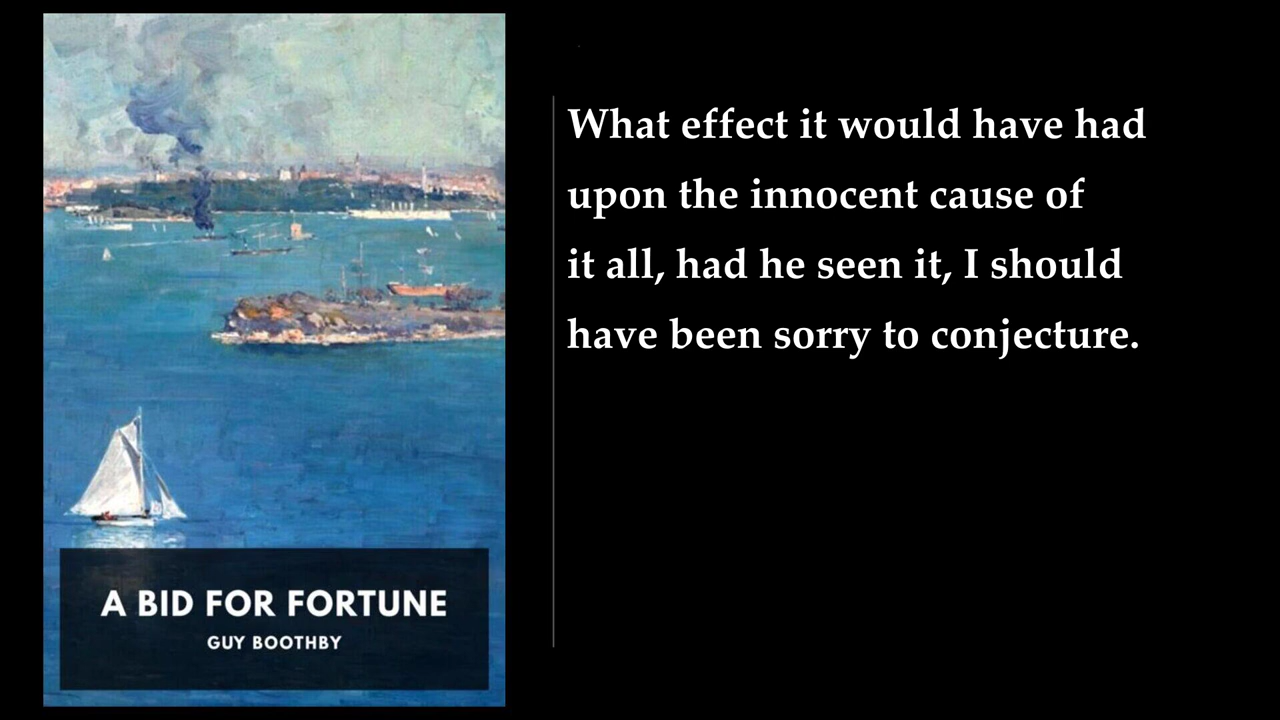 A BID FOR FORTUNE
GUY BOOTHBY
What effect it would have had
upon the innocent cause of
it all, had he seen it, I should
have been sorry to conjecture.